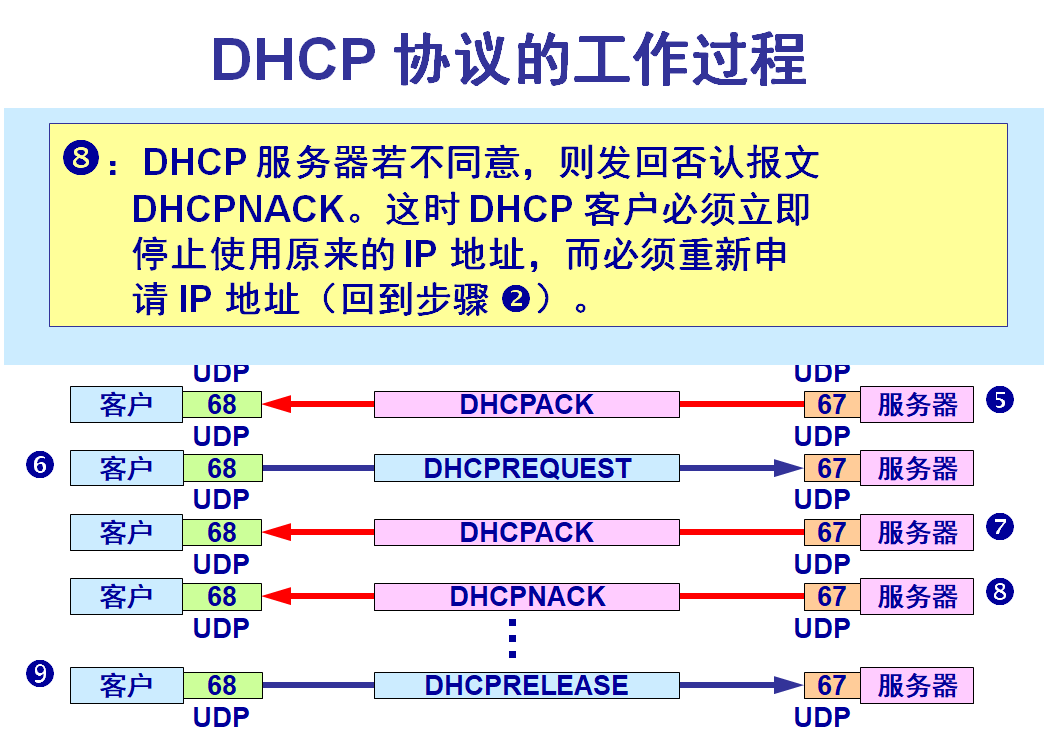 DHCP 协议的工作过程
❽：DHCP 服务器若不同意，则发回否认报文
DHCPNACK。这时 DHCP 客户必须立即
停止使用原来的 IP 地址，而必须重新申
请 IP 地址（回到步骤 ❷）。
UDP UDP
客户 68 DHCPACK 67 服务器 ❺
UDP UDP
❻ 客户 68 DHCPREQUEST 67 服务器
UDP UDP
客户 68 DHCPACK 67 服务器 ❼
UDP UDP
客户 68 DHCPNACK 67 服务器 ❽
UDP UDP
❾ 客户 68 DHCPRELEASE 67 服务器
UDP UDP